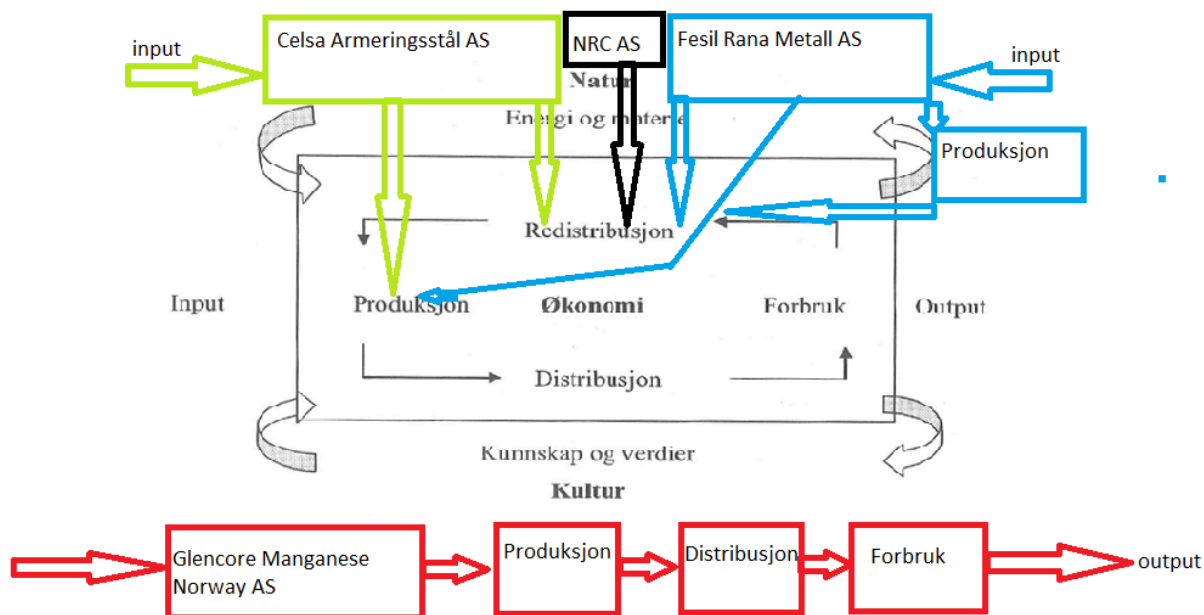 input
Celsa Armeringsstål AS
NRC AS
Fesil Rana Metall AS
input
Natur
Energi og materie
Produksjon
Redistribusjon
Input
Produksjon
Økonomi
Forbruk
Output
Distribusjon
Kunnskap og verdier
Kultur
Glencore Manganese
Norway AS
Produksjon
Distribusjon
Forbruk
output